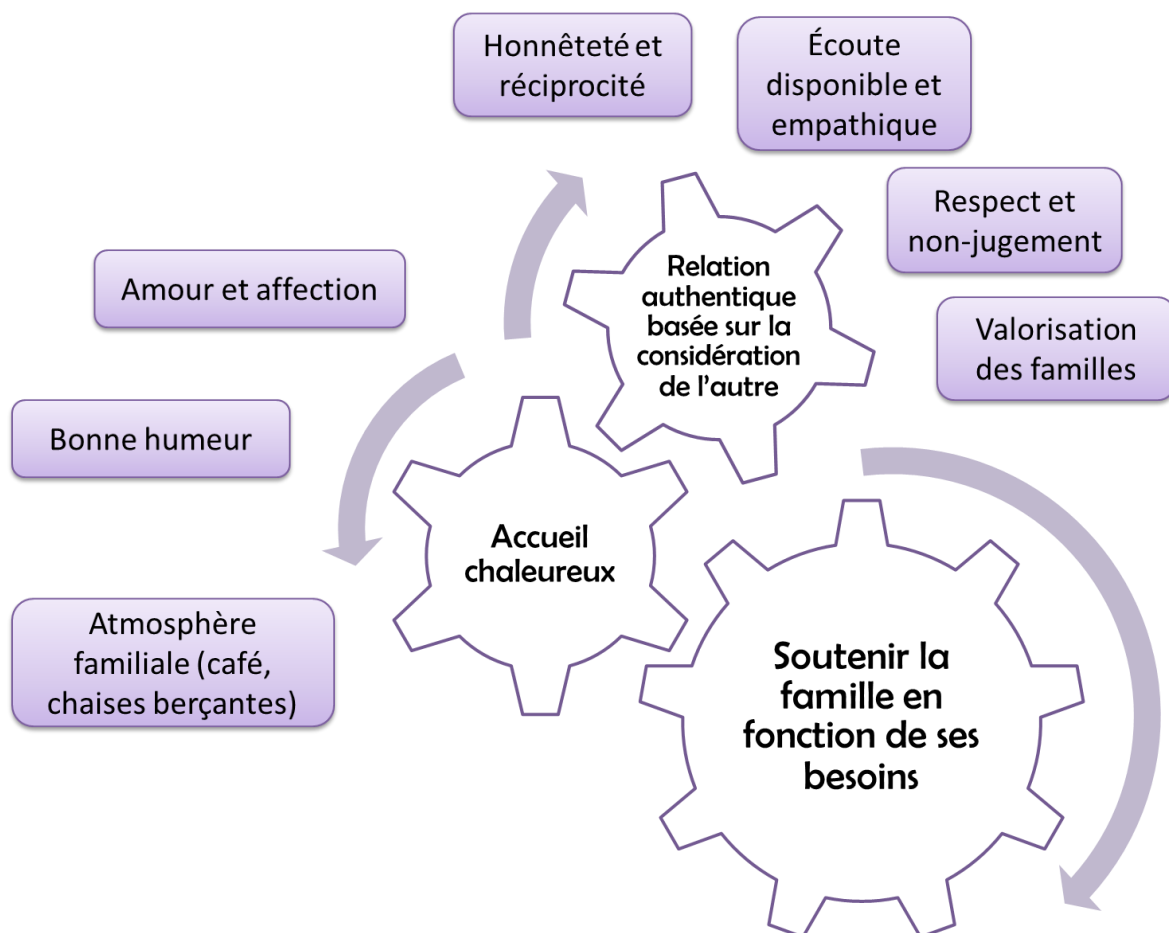 Honnêteté et
réciprocité
Écoute
disponible et
empathique
Respect et
non-jugement
Valorisation
des familles
Relation
authentique
basée sur la
considération
de l’autre
Amour et affection
Bonne humeur
Atmosphère
familiale (café,
chaises berçantes)
Accueil
chaleureux
Soutenir la
famille en
fonction de ses
besoins